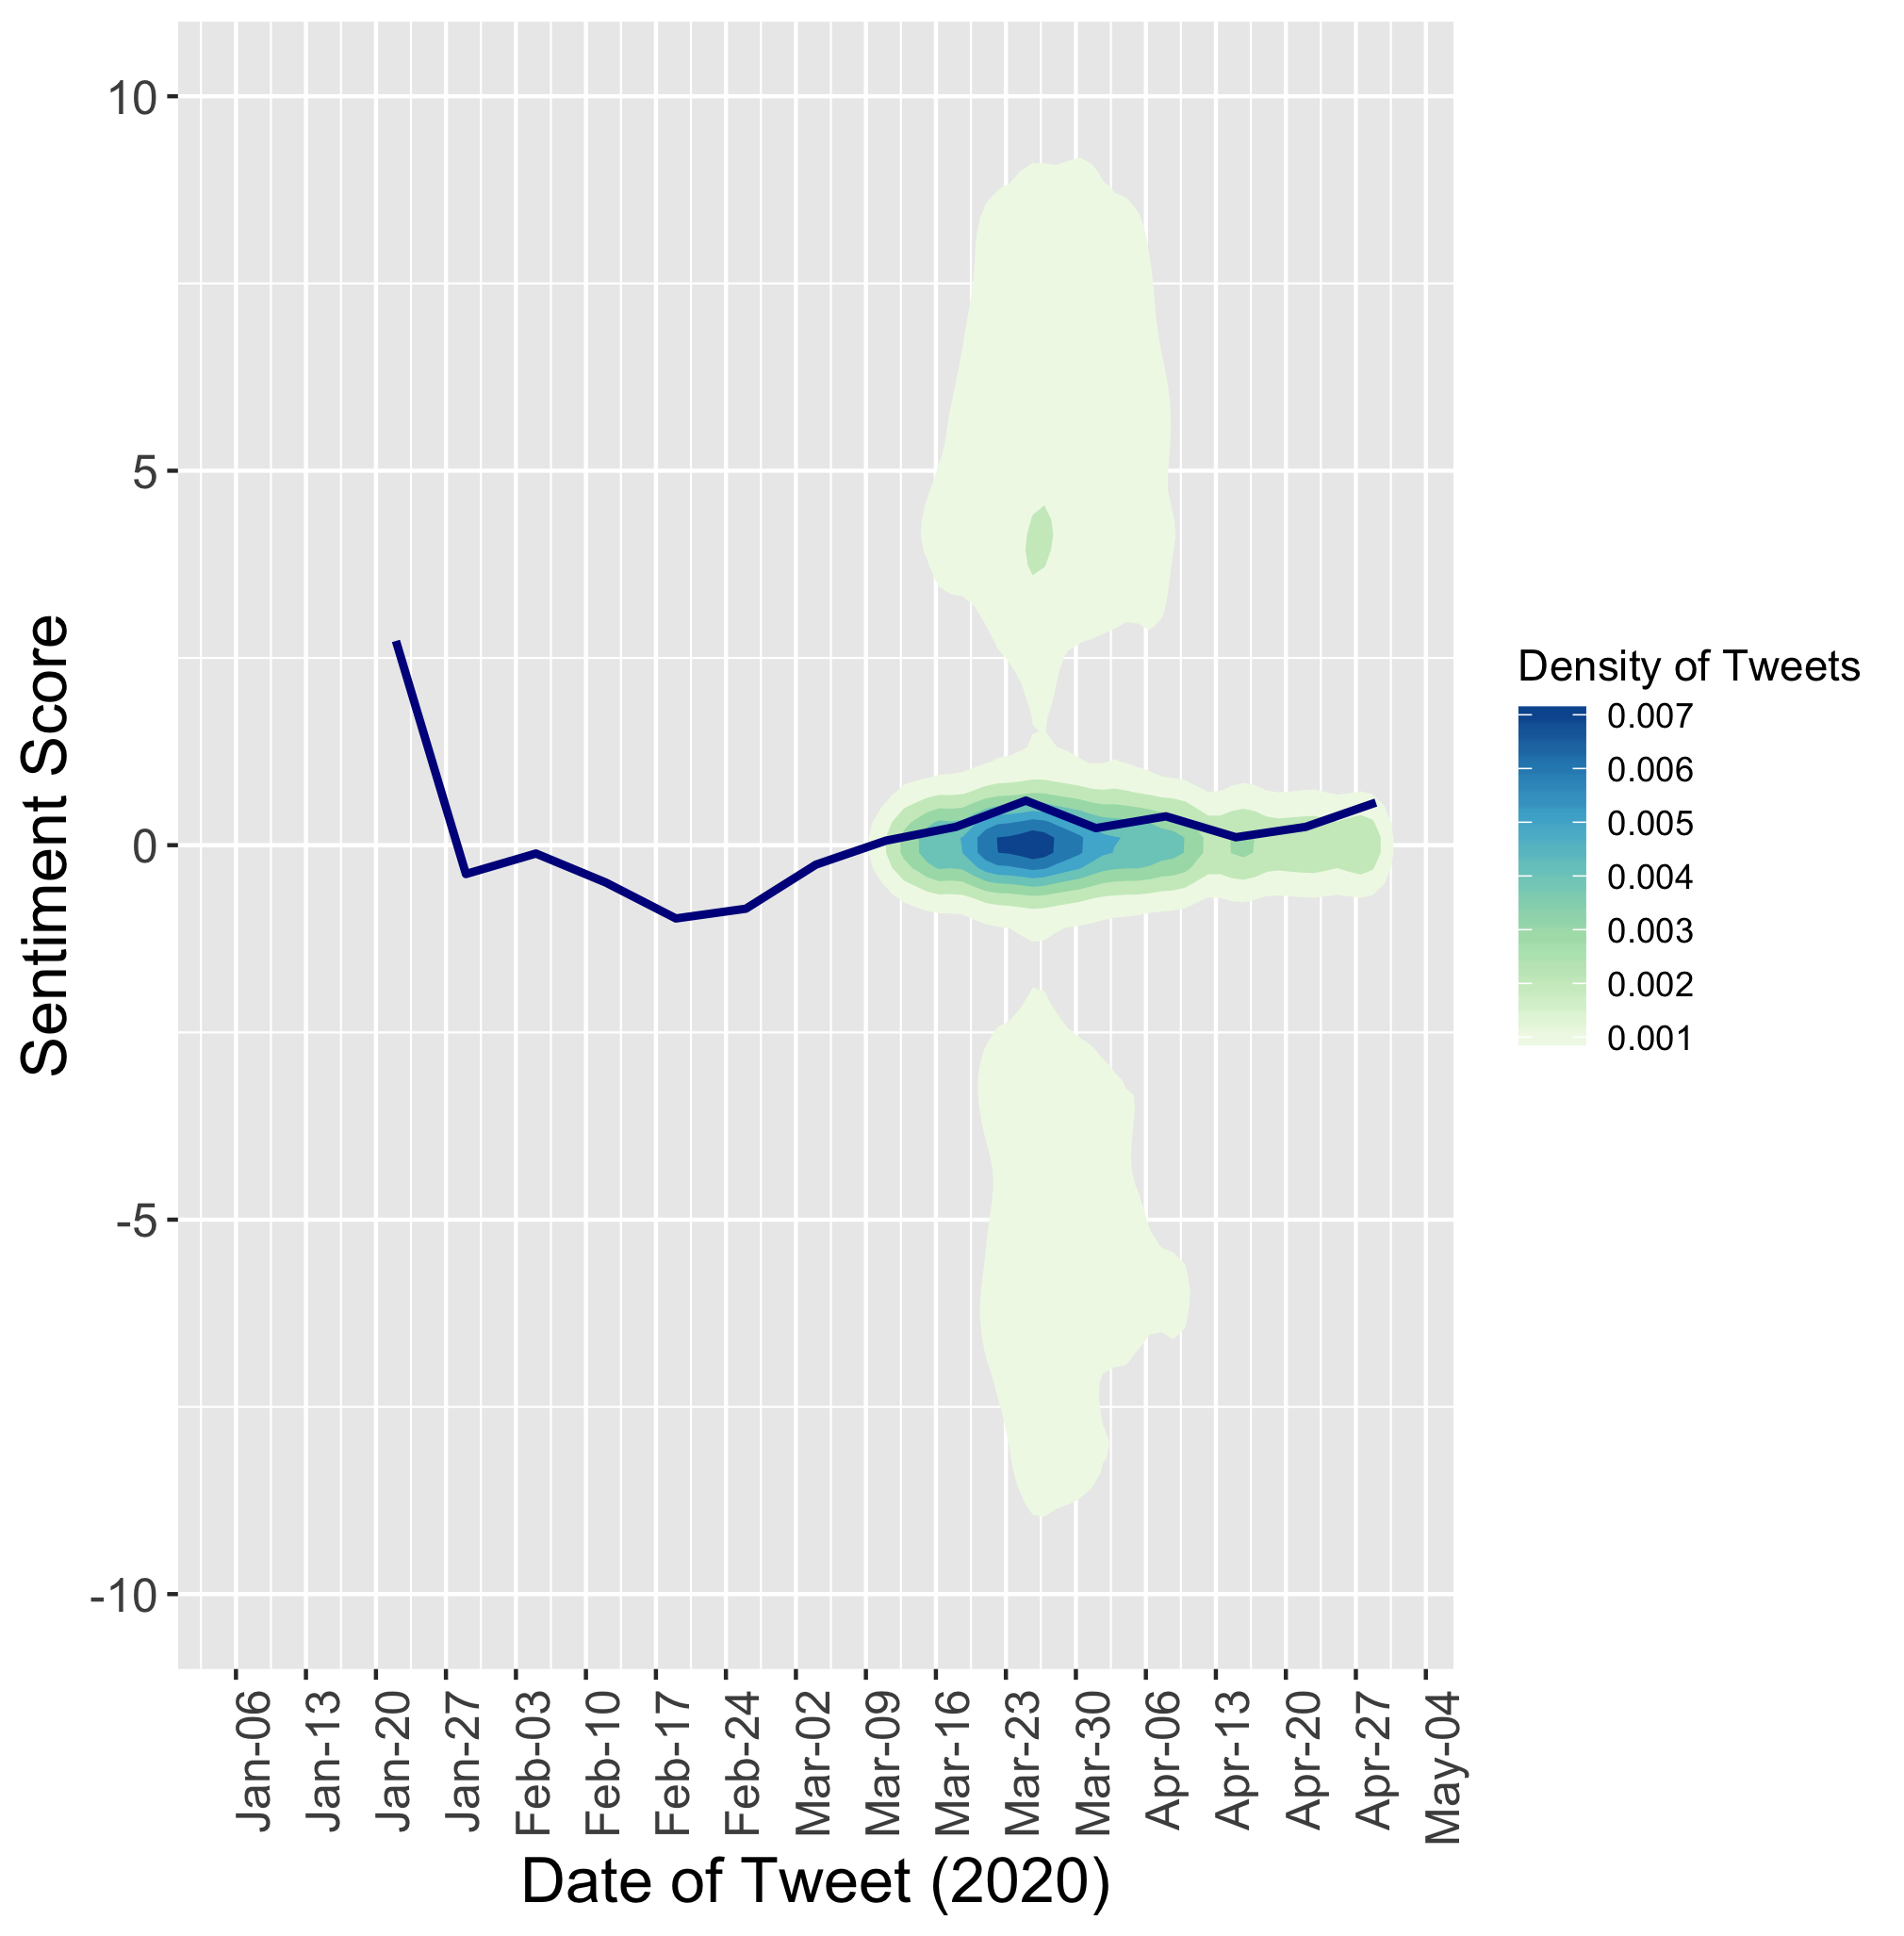 Sentiment Score
10
5
0
-5
-10
Jan-06
Jan-13
Jan-20
Jan-27
Feb-03
Feb-10
Feb-17
Feb-24
Mar-02
Mar-09
Mar-16
Mar-23
Mar-30
Apr-06
Apr-13
Apr-20
Apr-27
May-04
Date of Tweet (2020)
Density of Tweets
0.007
0.006
0.005
0.004
0.003
0.002
0.001